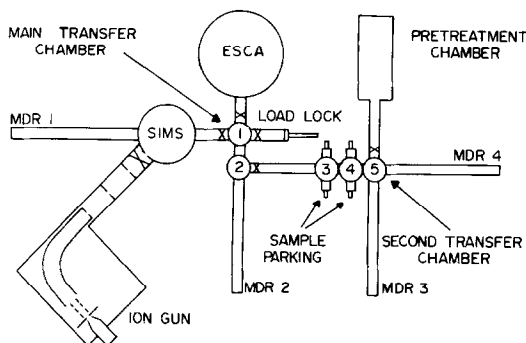 MAIN TRANSFER
CHAMBER
ESCA
PRETREATMENT
CHAMBER
LOAD LOCK
MDR 1
SIMS
1
2
3
4
5
MDR 4
SAMPLE
PARKING
SECOND TRANSFER
CHAMBER
MDR 2
MDR 3
ION GUN